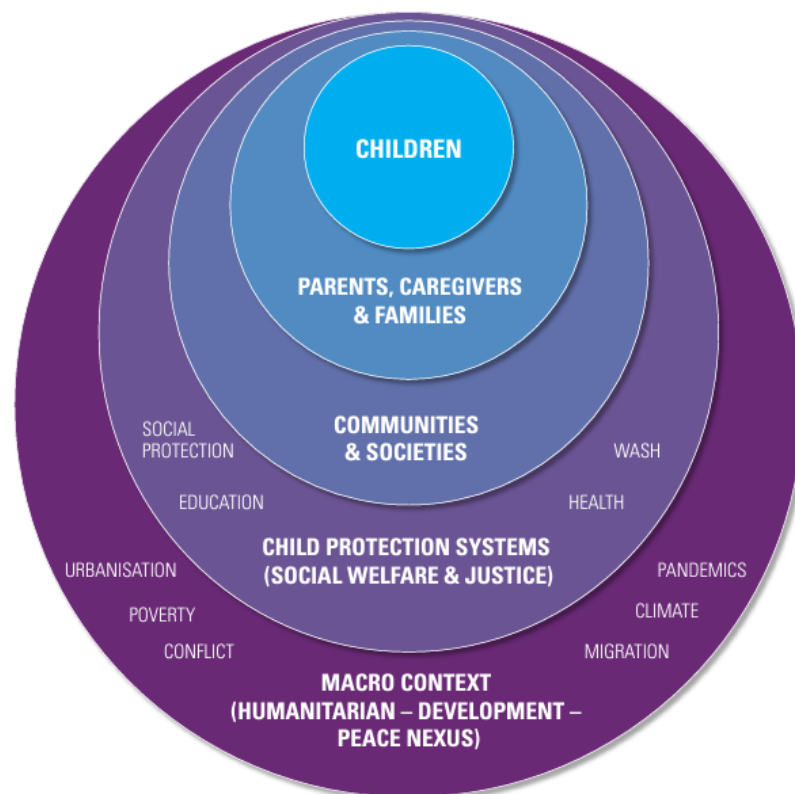 CHILDREN
PARENTS, CAREGIVERS
& FAMILIES
COMMUNITIES
& SOCIETIES
SOCIAL
PROTECTION
WASH
EDUCATION
HEALTH
CHILD PROTECTION SYSTEMS
(SOCIAL WELFARE & JUSTICE)
URBANISATION
PANDEMICS
POVERTY
CLIMATE
CONFLICT
MIGRATION
MACRO CONTEXT
(HUMANITARIAN – DEVELOPMENT –
PEACE NEXUS)